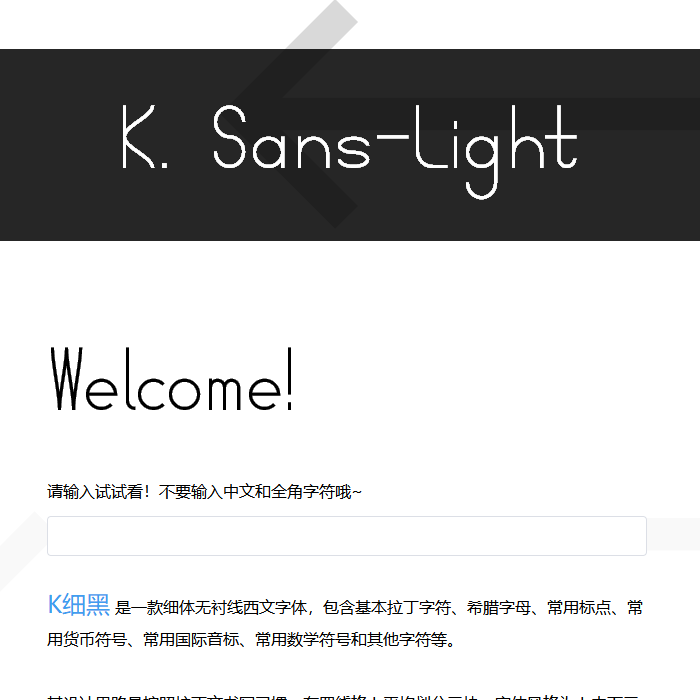 K. Sans-Light
Welcome!
请输入试试看！不要输入中文和全角字符哦~
K细黑 是一款细体无衬线西文字体，包含基本拉丁字符、希腊字母、常用标点、常
用货币符号、常用国际音标、常用数学符号和其他字符等。